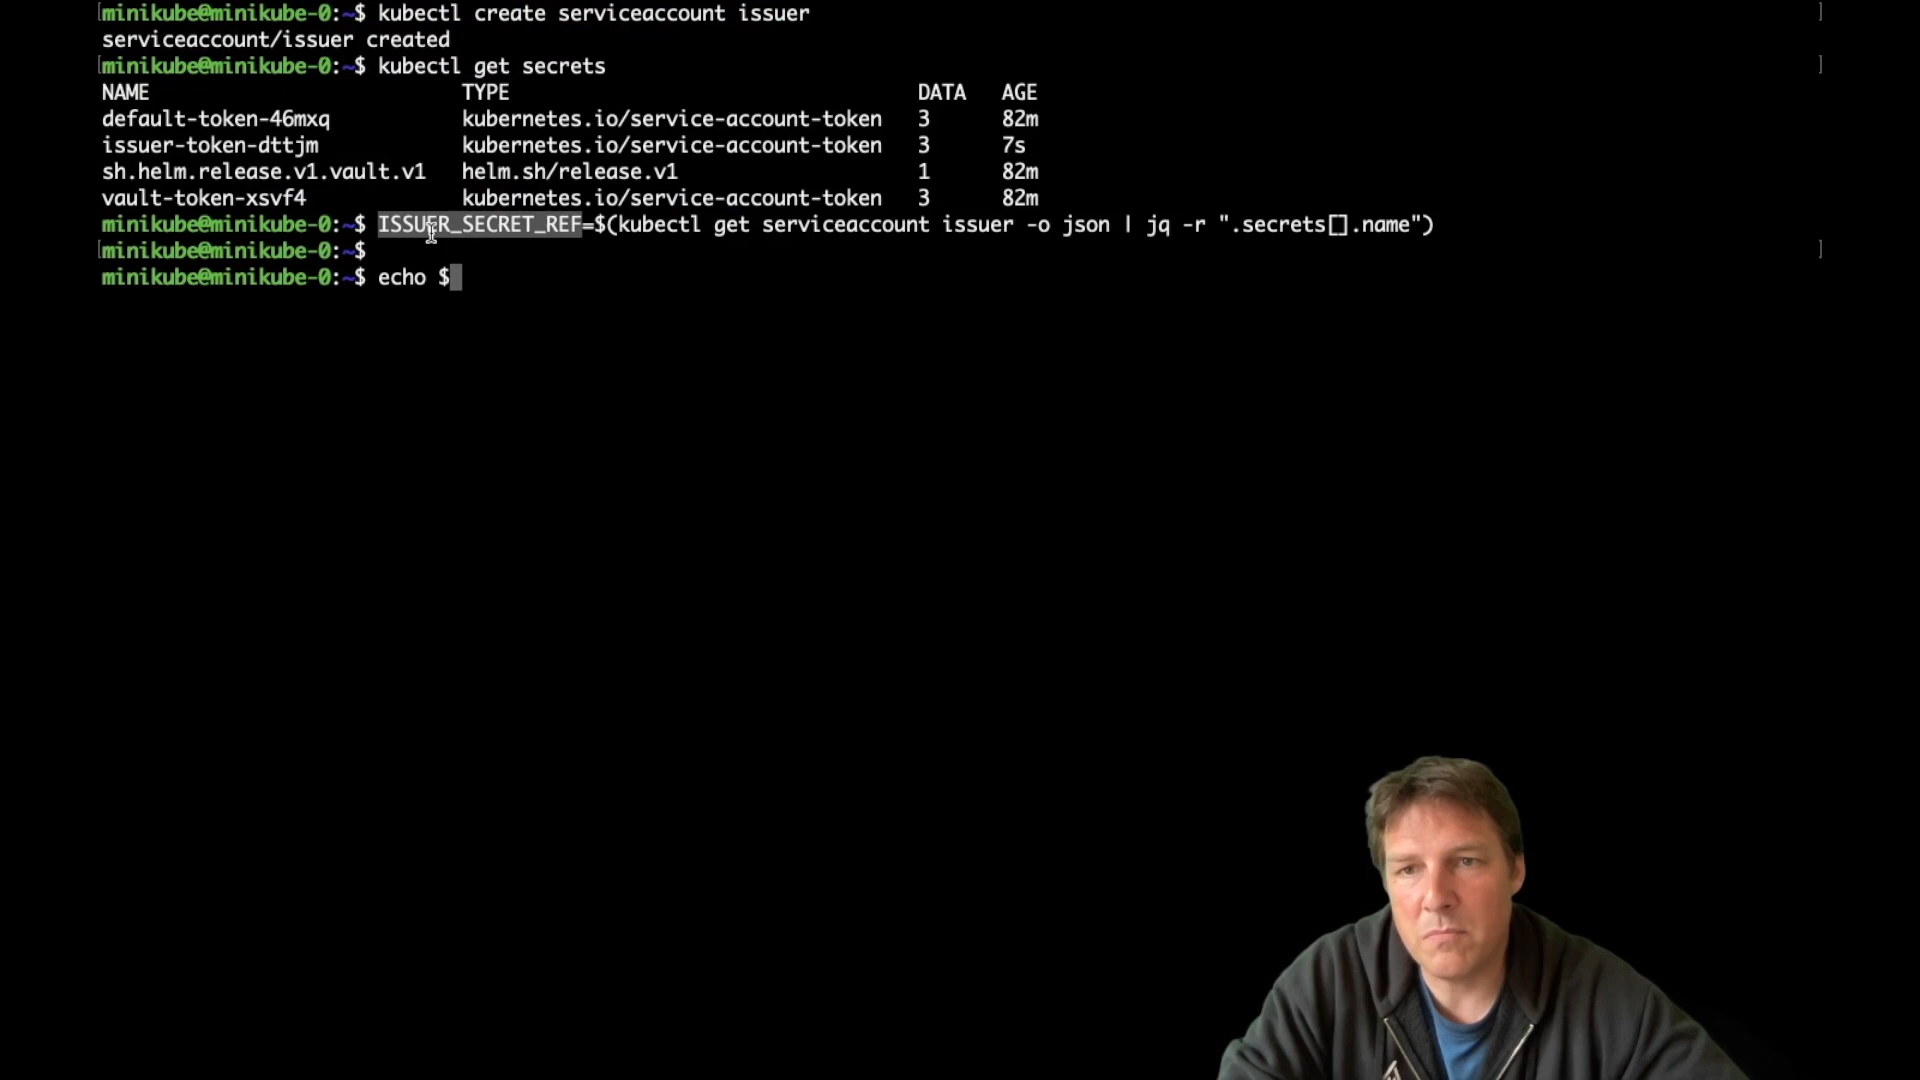 minikube@minikube-0:~$ kubectl create serviceaccount issuer
serviceaccount/issuer created
minikube@minikube-0:~$ kubectl get secrets
NAME TYPE DATA AGE
default-token-46mxq kubernetes.io/service-account-token 3 82m
issuer-token-dttjm kubernetes.io/service-account-token 3 7s
sh.helm.release.v1.vault.v1 helm.sh/release.v1 1 82m
vault-token-xsvf4 kubernetes.io/service-account-token 3 82m
minikube@minikube-0:~$ ISSUER_SECRET_REF=$(kubectl get serviceaccount issuer -o json | jq -r ".secrets[].name")
minikube@minikube-0:~$
minikube@minikube-0:~$ echo $